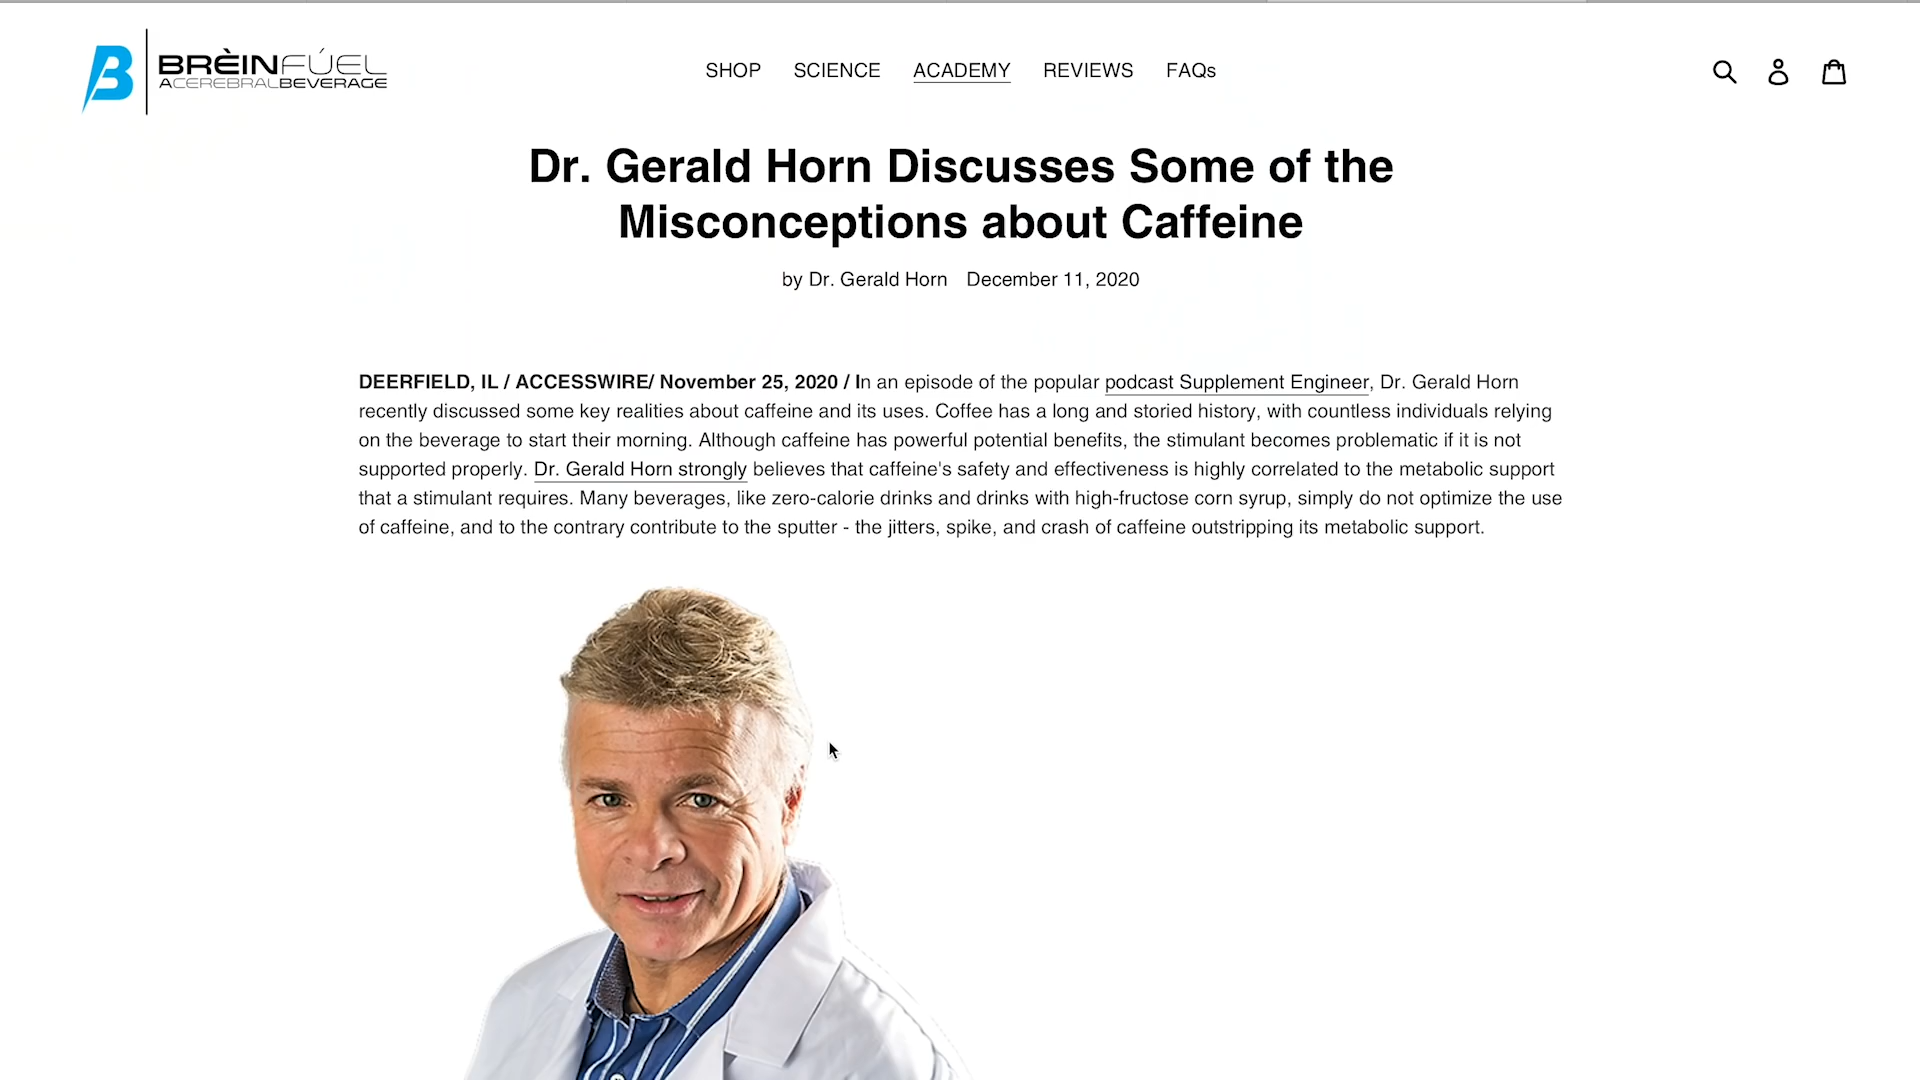 BRÈINFÚEL
ACEREBRALBEVERAGE
SHOP SCIENCE ACADEMY REVIEWS FAQs
Dr. Gerald Horn Discusses Some of the
Misconceptions about Caffeine
by Dr. Gerald Horn December 11, 2020
DEERFIELD, IL / ACCESSWIRE/ November 25, 2020 / In an episode of the popular podcast Supplement Engineer, Dr. Gerald Horn
recently discussed some key realities about caffeine and its uses. Coffee has a long and storied history, with countless individuals relying
on the beverage to start their morning. Although caffeine has powerful potential benefits, the stimulant becomes problematic if it is not
supported properly. Dr. Gerald Horn strongly believes that caffeine's safety and effectiveness is highly correlated to the metabolic support
that a stimulant requires. Many beverages, like zero-calorie drinks and drinks with high-fructose corn syrup, simply do not optimize the use
of caffeine, and to the contrary contribute to the sputter - the jitters, spike, and crash of caffeine outstripping its metabolic support.